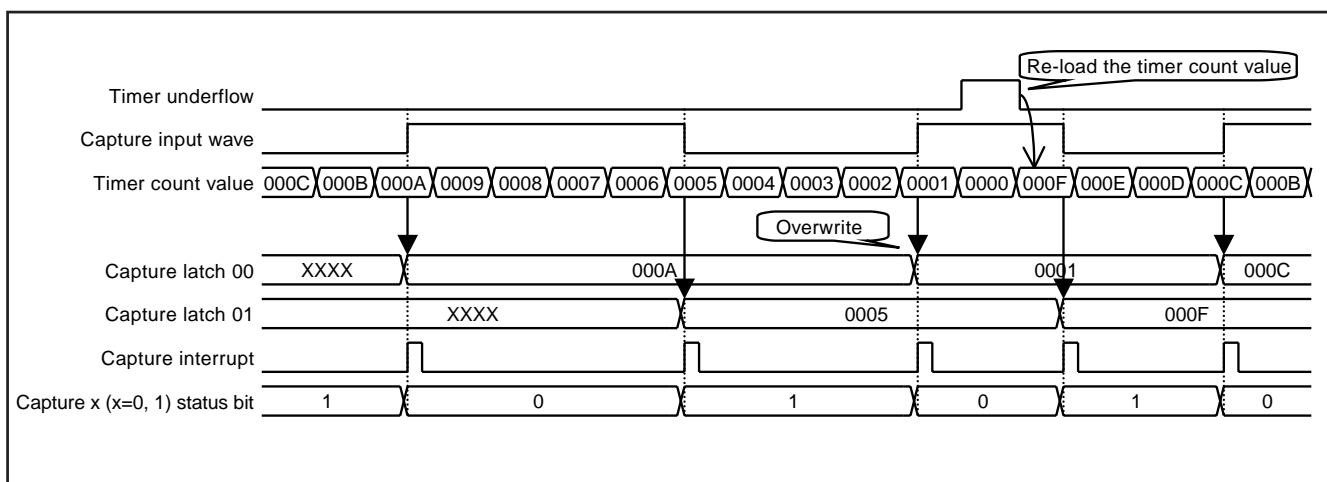 Re-load the timer count value
Timer underflow
Capture input wave
Timer count value 000C 000B 000A 0009 0008 0007 0006 0005 0004 0003 0002 0001 0000 000F 000E 000D 000C 000B
Overwrite
Capture latch 00 XXXX 000A 0001 000C
Capture latch 01 XXXX 0005 000F
Capture interrupt
Capture x (x=0, 1) status bit 1 0 1 0 1 0